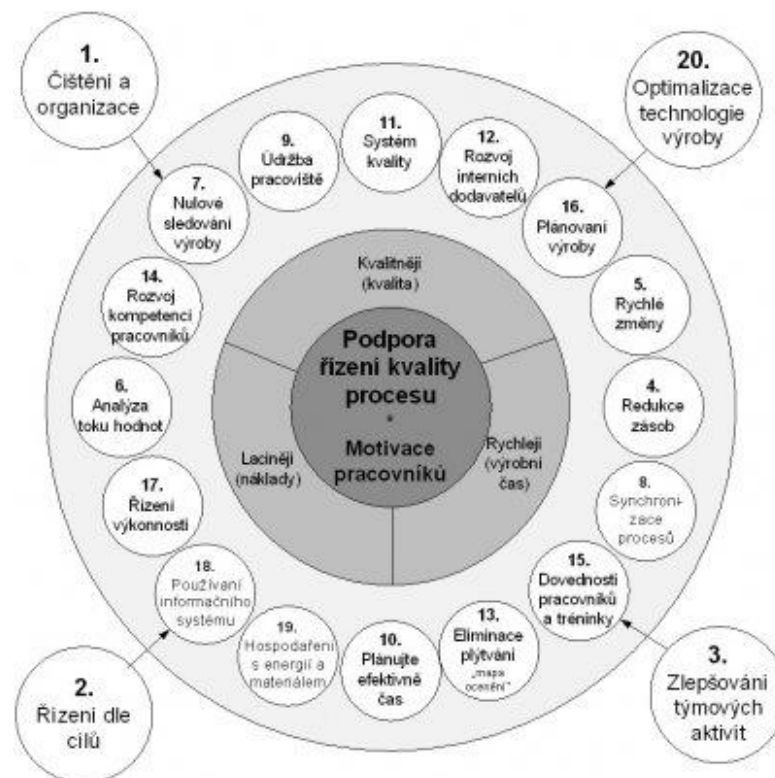 1.
Čištění a
organizace
20.
Optimalizace
technologie
výroby
11.
Systém
kvality
9.
Údržba
pracoviště
12.
Rozvoj
interních
dodavatelů
7.
Nulové
sledování
výroby
16.
Plánovaní
výroby
14.
Rozvoj
kompetencí
pracovníků
5.
Rychlé
změny
6.
Analýza
toku hodnot
4.
Redukce
zásob
17.
Řízení
výkonnosti
8.
Synchroni-
zace
procesů
18.
Používaní
informačního
systému
15.
Dovednosti
pracovníků
a tréninky
19.
Hospodaření
s energií a
materiálem
10.
Plánujte
efektivně
čas
13.
Eliminace
plýtvání
„mapa
ocenění"
2.
Řízení dle
cílů
3.
Zlepšování
týmových
aktivit
Kvalitněji
(kvalita)
Laciněji
(náklady)
Rychleji
(výrobní
čas)
Podpora
řízení kvality
procesu
*
Motivace
pracovníků